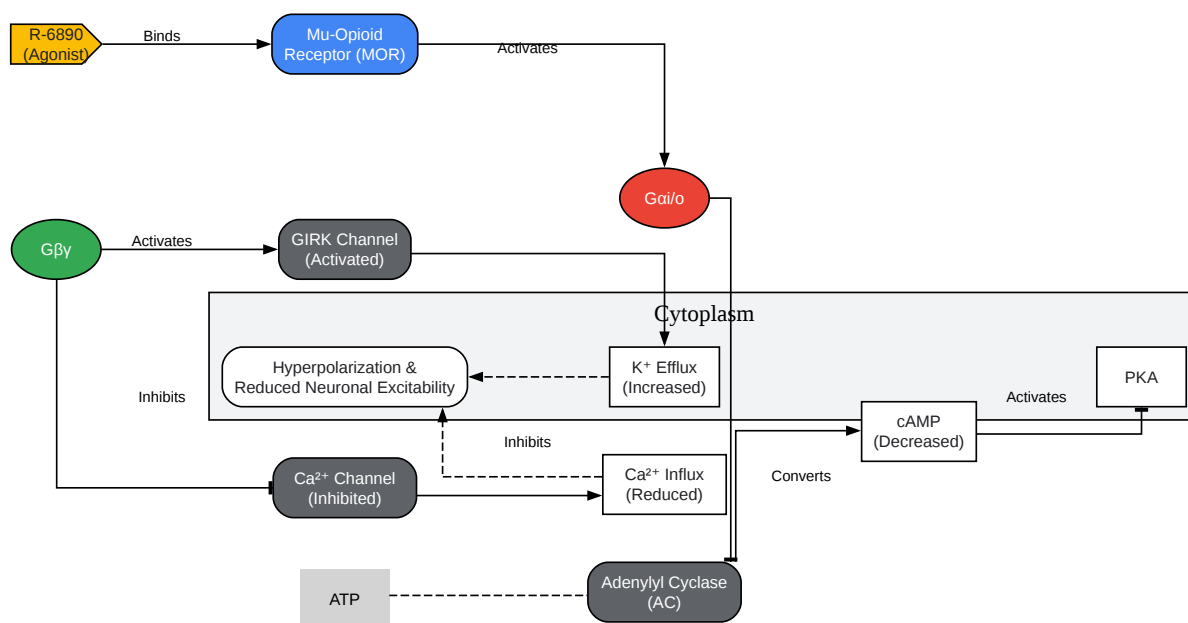 R-6890
(Agonist)
Binds
Mu-Opioid
Receptor (MOR)
Activates
Gαi/o
Gβγ
Activates
GIRK Channel
(Activated)
Cytoplasm
Hyperpolarization &
Reduced Neuronal Excitability
K⁺ Efflux
(Increased)
PKA
Inhibits
Activates
cAMP
(Decreased)
Inhibits
Ca²⁺ Channel
(Inhibited)
Ca²⁺ Influx
(Reduced)
Converts
ATP
Adenylyl Cyclase
(AC)